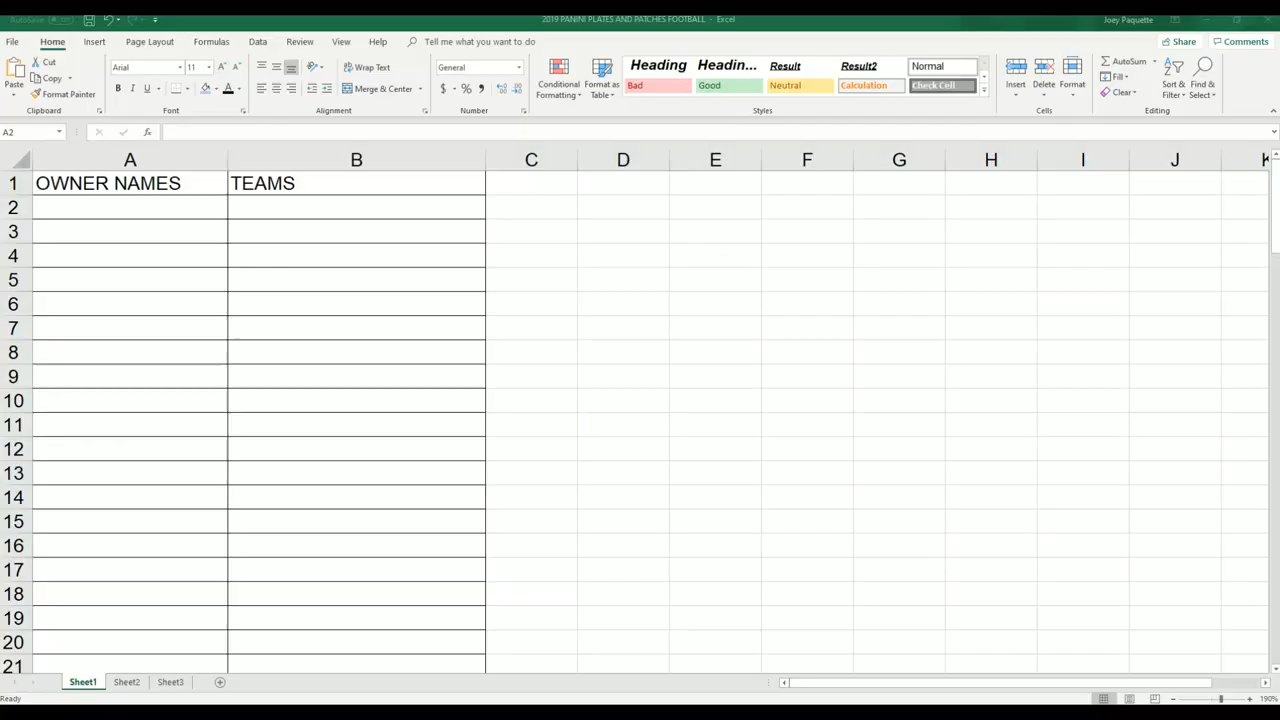 AutoSave Off 2019 PANINI PLATES AND PATCHES FOOTBALL - Excel Joey Paquette
File Home Insert Page Layout Formulas Data Review View Help Tell me what you want to do Share Comments
Paste Cut Copy Format Painter Clipboard
Arial 11 A A B I U A Font
Wrap Text Merge & Center Alignment
General $ % Number
Conditional Formatting Format as Table
Heading Headin... Result Result2 Normal
Bad Good Neutral Calculation Check Cell
Styles
Insert Delete Format Cells
AutoSum Fill Clear Sort & Filter Find & Select Editing
A2 fx
A B C D E F G H I J K
1 OWNER NAMES TEAMS
2
3
4
5
6
7
8
9
10
11
12
13
14
15
16
17
18
19
20
21
Sheet1 Sheet2 Sheet3
Ready 190%